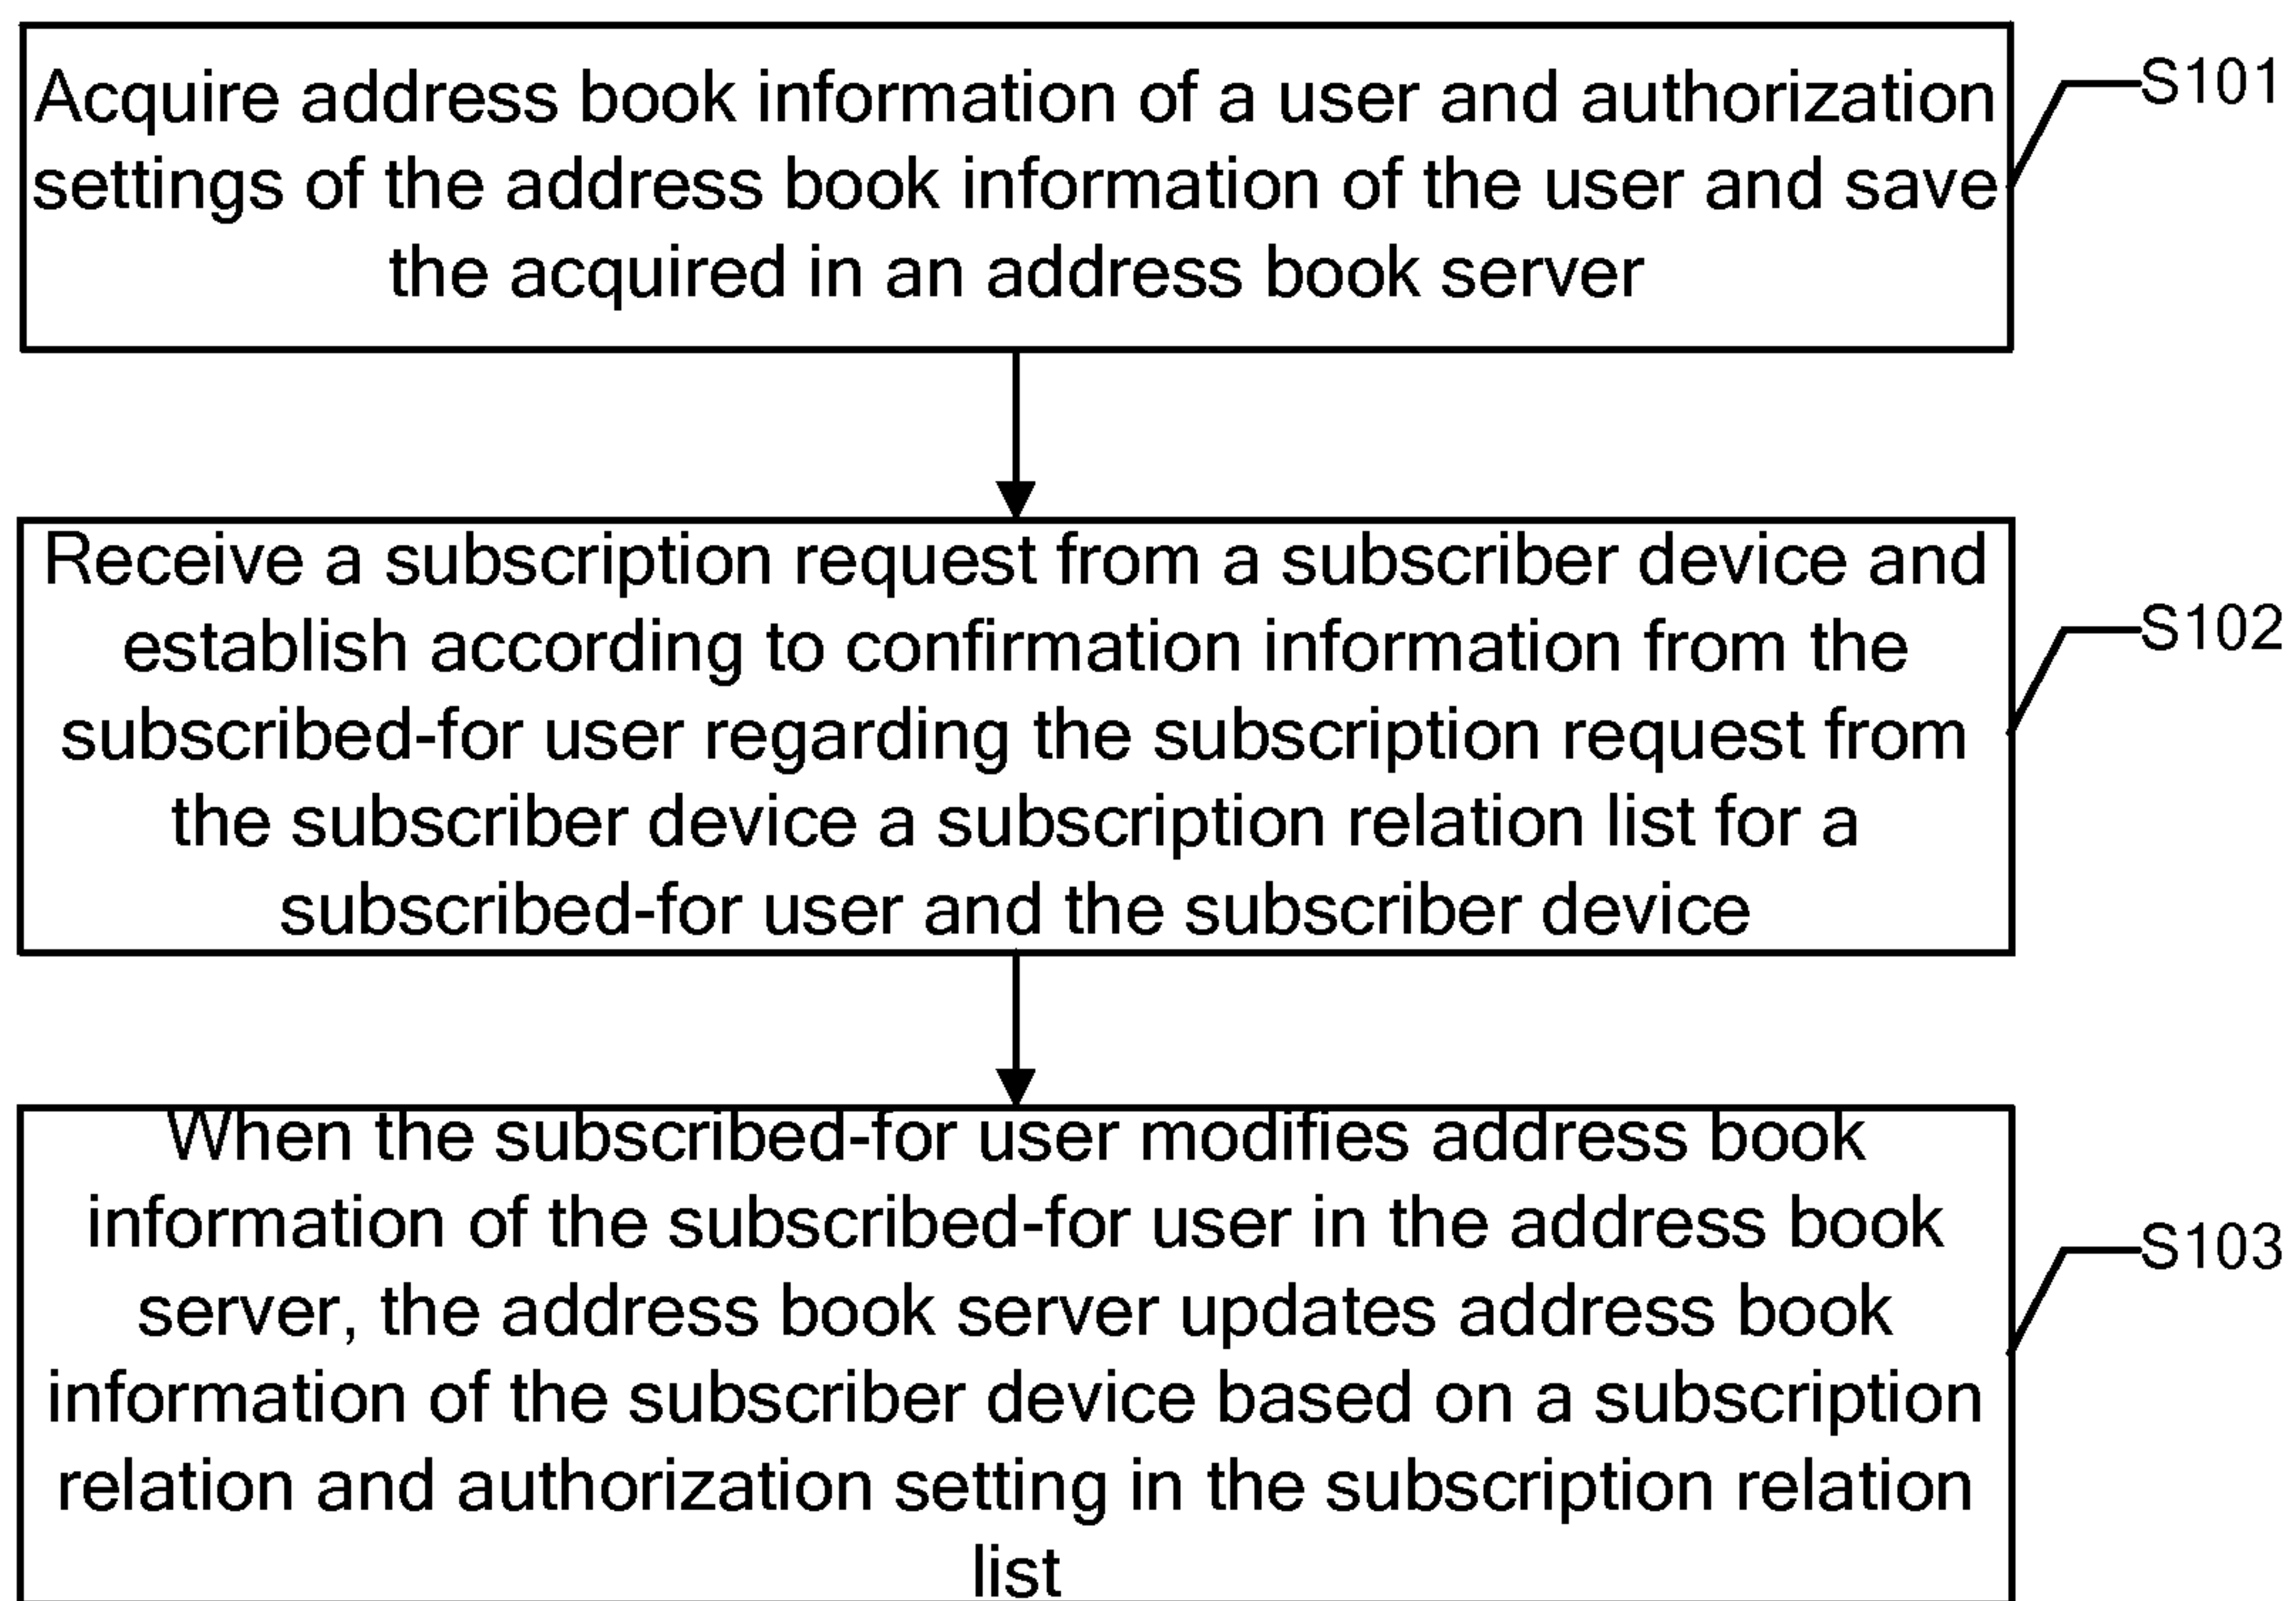 Acquire address book information of a user and authorization
settings of the address book information of the user and save
the acquired in an address book server
S101
Receive a subscription request from a subscriber device and
establish according to confirmation information from the
subscribed-for user regarding the subscription request from
the subscriber device a subscription relation list for a
subscribed-for user and the subscriber device
S102
When the subscribed-for user modifies address book
information of the subscribed-for user in the address book
server, the address book server updates address book
information of the subscriber device based on a subscription
relation and authorization setting in the subscription relation
list
S103